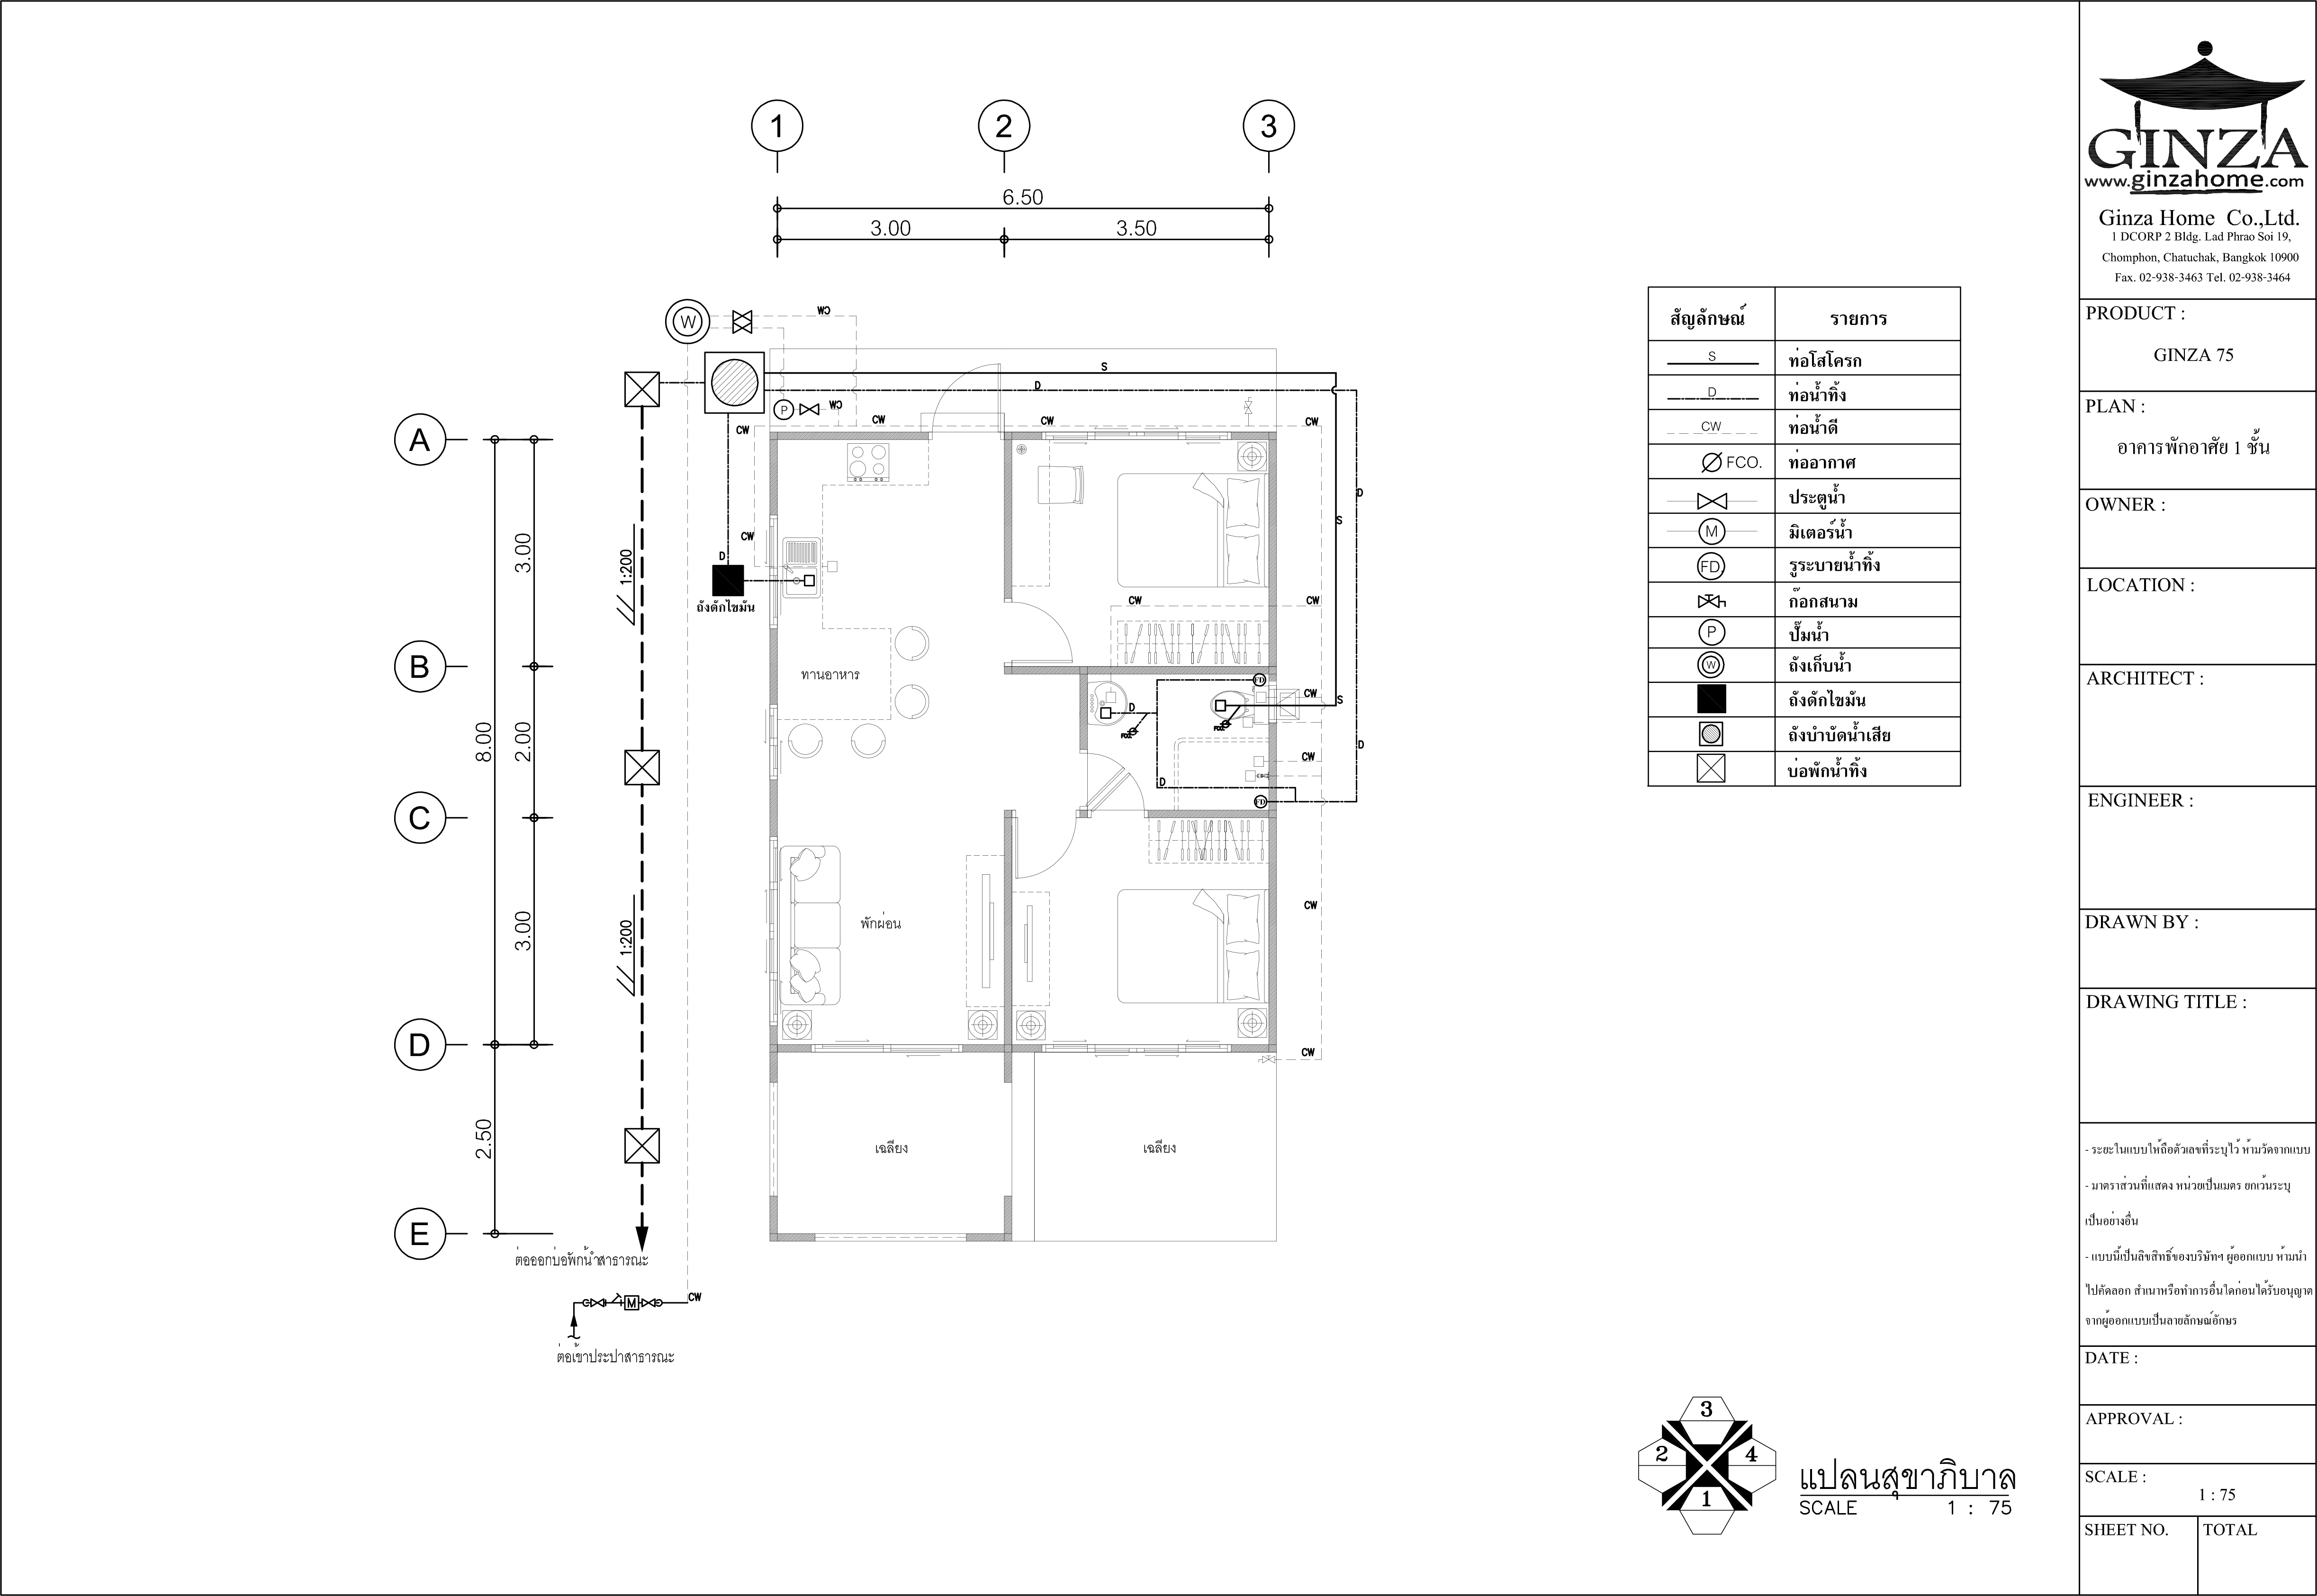 1
2
3
6.50
3.00
3.50
W
CW
S
D
P
CW
CW
CW
CW
CW
A
3.00
1:200
CW
D
D
S
ถังดักไขมัน
CW
CW
B
ทานอาหาร
FD
CW
S
D
FCO.
FCO.
8.00
2.00
D
CW
D
FD
C
3.00
1:200
พักผ่อน
CW
D
CW
2.50
เฉลียง
เฉลียง
E
ต่อออกบ่อพักน้ำสาธารณะ
M
CW
ต่อเข้าประปาสาธารณะ
สัญลักษณ์ รายการ
S ท่อโสโครก
D ท่อน้ำทิ้ง
CW ท่อน้ำดี
FCO. ท่ออากาศ
ประตูน้ำ
M มิเตอร์น้ำ
FD รูระบายน้ำทิ้ง
ก๊อกสนาม
P ปั๊มน้ำ
W ถังเก็บน้ำ
ถังดักไขมัน
ถังบำบัดน้ำเสีย
บ่อพักน้ำทิ้ง
3
2
4
1
แปลนสุขาภิบาล
SCALE 1 : 75
GINZA
www.ginzahome.com
Ginza Home Co.,Ltd.
1 DCORP 2 Bldg. Lad Phrao Soi 19,
Chomphon, Chatuchak, Bangkok 10900
Fax. 02-938-3463 Tel. 02-938-3464
PRODUCT :
GINZA 75
PLAN :
อาคารพักอาศัย 1 ชั้น
OWNER :
LOCATION :
ARCHITECT :
ENGINEER :
DRAWN BY :
DRAWING TITLE :
- ระยะในแบบให้ถือตัวเลขที่ระบุไว้ ห้ามวัดจากแบบ
- มาตราส่วนที่แสดง หน่วยเป็นเมตร ยกเว้นระบุ
เป็นอย่างอื่น
- แบบนี้เป็นลิขสิทธิ์ของบริษัทฯ ผู้ออกแบบ ห้ามนำ
ไปคัดลอก สำเนาหรือทำการอื่นใดก่อนได้รับอนุญาต
จากผู้ออกแบบเป็นลายลักษณ์อักษร
DATE :
APPROVAL :
SCALE :
1 : 75
SHEET NO. TOTAL